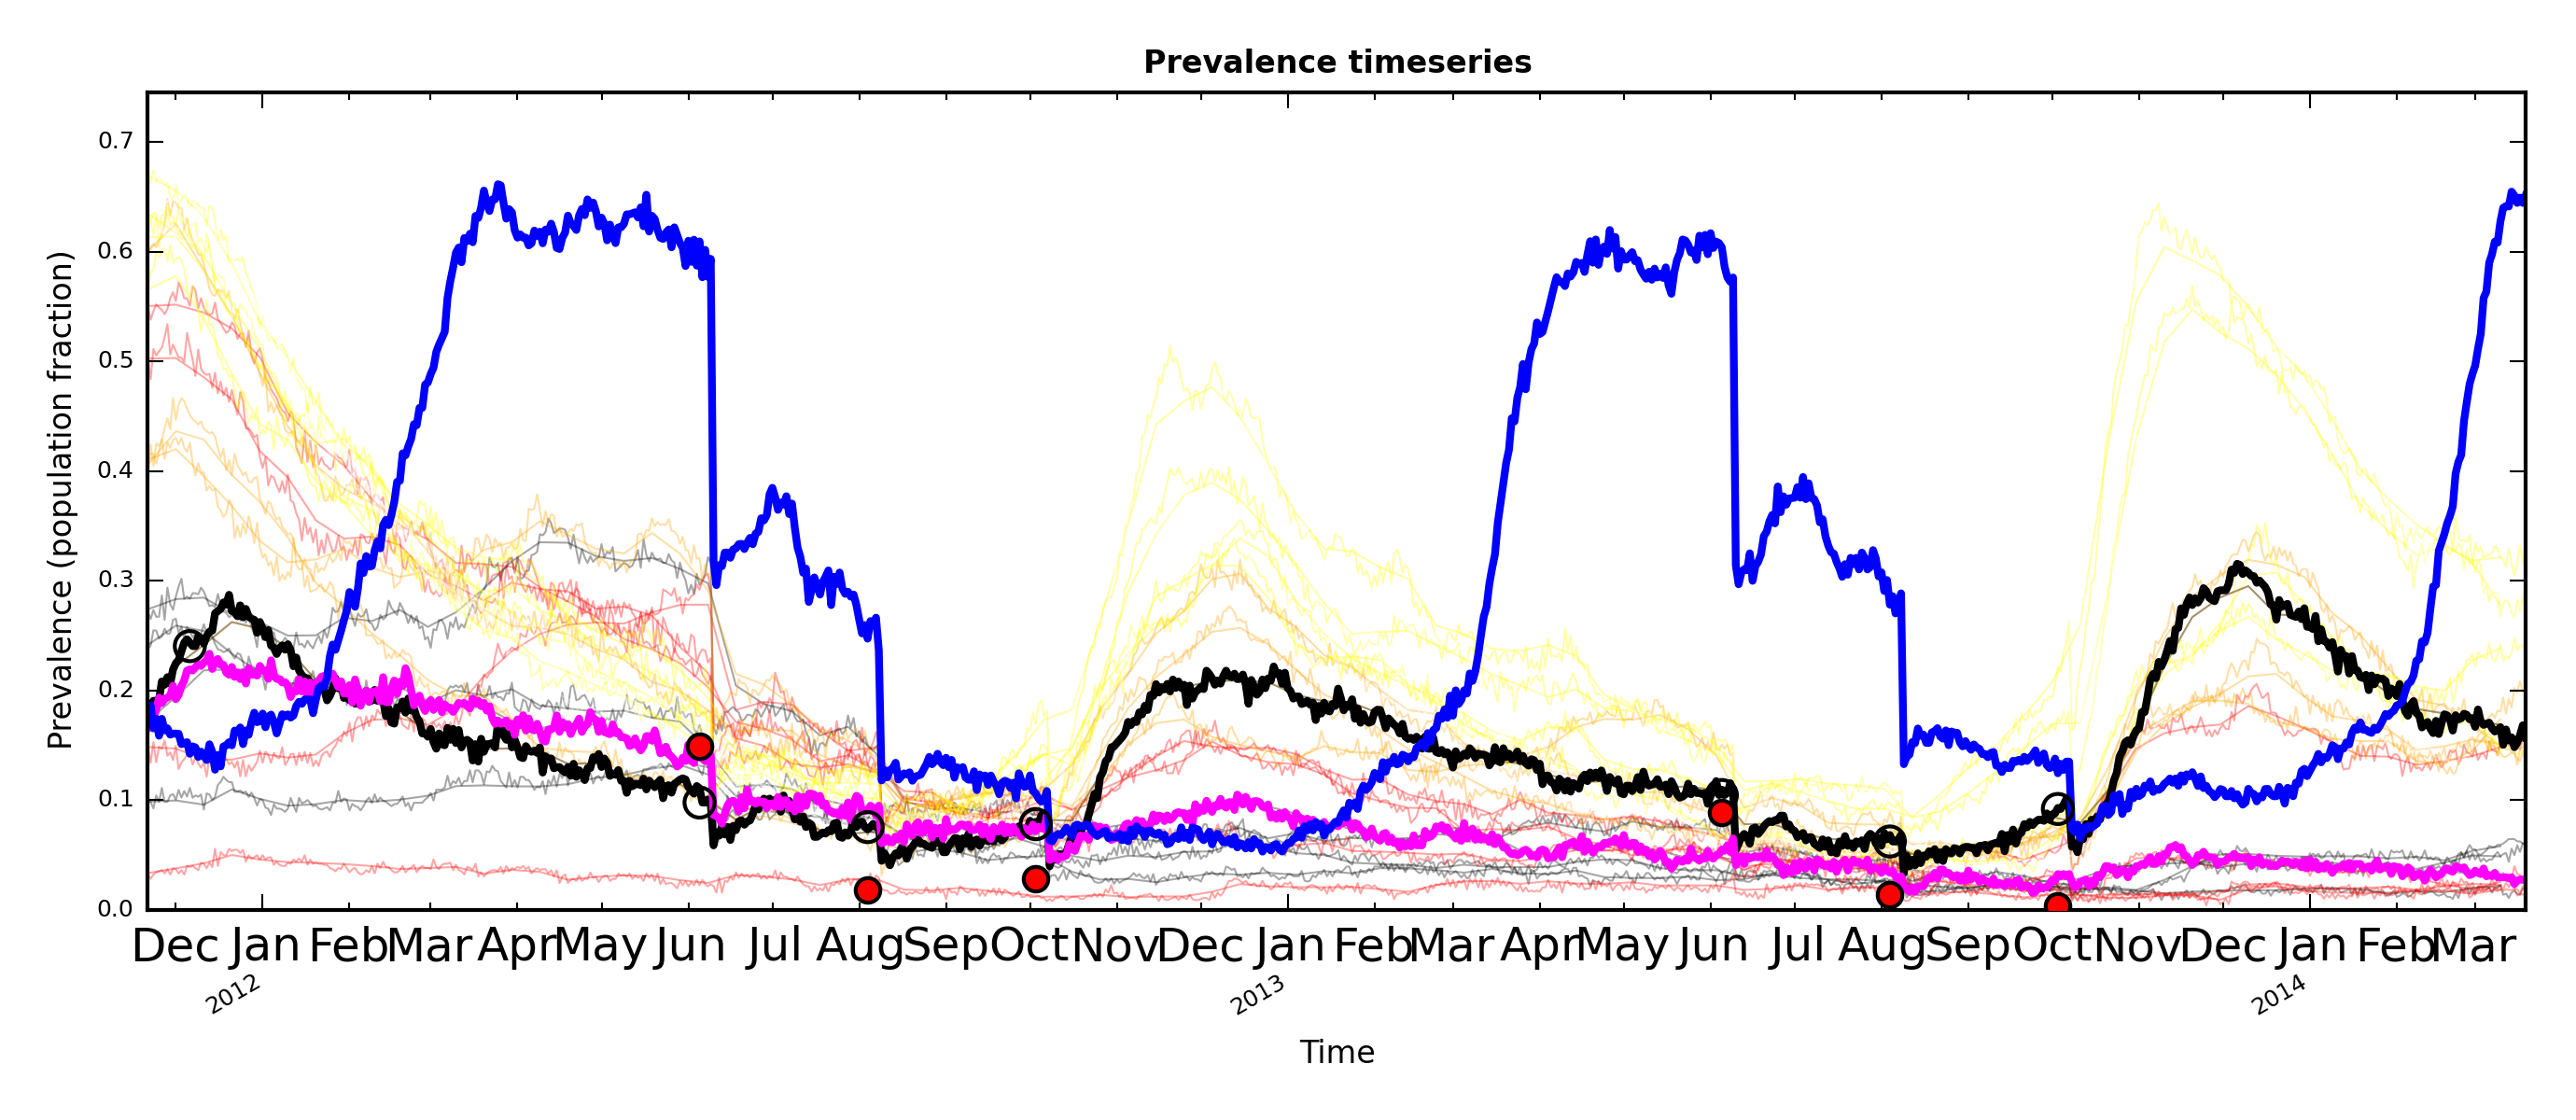 Prevalence timeseries
Prevalence (population fraction)
0.7
0.6
0.5
0.4
0.3
0.2
0.1
0.0
Dec Jan Feb Mar Apr May Jun Jul Aug Sep Oct Nov Dec Jan Feb Mar Apr May Jun Jul Aug Sep Oct Nov Dec Jan Feb Mar
2012 2013 2014
Time